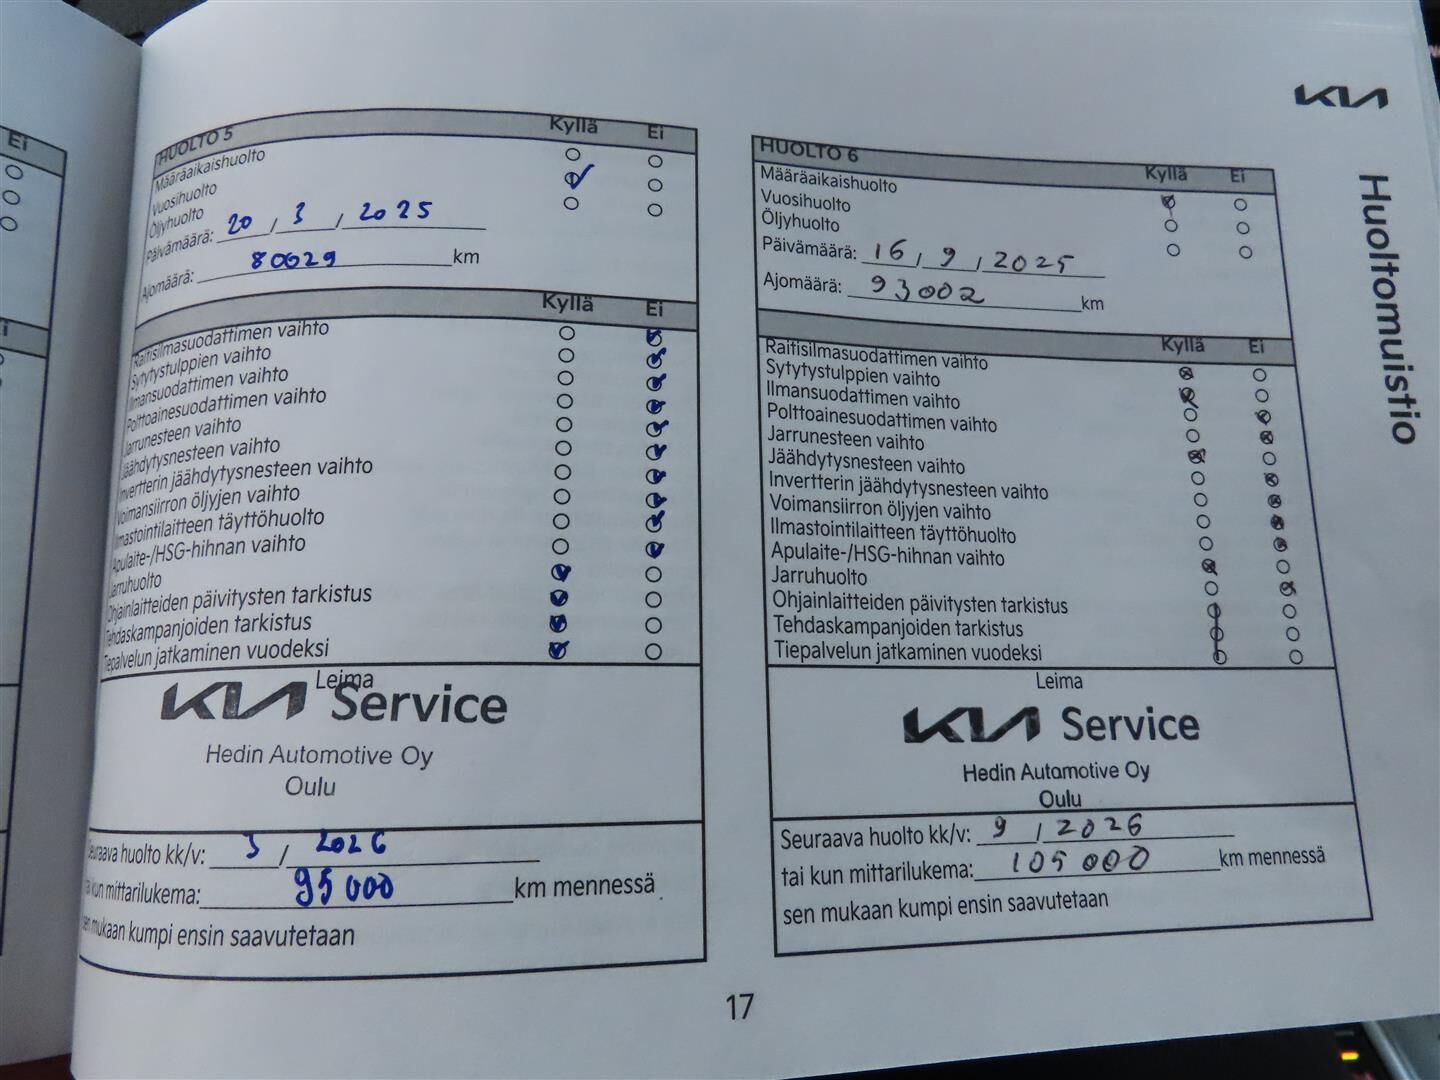 Ei
KIA
Huoltomuistio
HUOLTO 5 Kyllä Ei
Määräaikaishuolto
Vuosihuolto
Öljyhuolto
Päivämäärä: 20 / 3 / 2025
Ajomäärä: 80029 km
Kyllä Ei
Raitisilmasuodattimen vaihto
Sytytystulppien vaihto
Ilmansuodattimen vaihto
Polttoainesuodattimen vaihto
Jarrunesteen vaihto
Jäähdytysnesteen vaihto
Invertterin jäähdytysnesteen vaihto
Voimansiirron öljyjen vaihto
Ilmastointilaitteen täyttöhuolto
Apulaite-/HSG-hihnan vaihto
Jarruhuolto
Ohjainlaitteiden päivitysten tarkistus
Tehdaskampanjoiden tarkistus
Tiepalvelun jatkaminen vuodeksi
Leima
KIA Service
Hedin Automotive Oy
Oulu
Seuraava huolto kk/v: 3 / 2026
tai kun mittarilukema: 95000 km mennessä
sen mukaan kumpi ensin saavutetaan
HUOLTO 6 Kyllä Ei
Määräaikaishuolto
Vuosihuolto
Öljyhuolto
Päivämäärä: 16 / 9 / 2025
Ajomäärä: 93002 km
Kyllä Ei
Raitisilmasuodattimen vaihto
Sytytystulppien vaihto
Ilmansuodattimen vaihto
Polttoainesuodattimen vaihto
Jarrunesteen vaihto
Jäähdytysnesteen vaihto
Invertterin jäähdytysnesteen vaihto
Voimansiirron öljyjen vaihto
Ilmastointilaitteen täyttöhuolto
Apulaite-/HSG-hihnan vaihto
Jarruhuolto
Ohjainlaitteiden päivitysten tarkistus
Tehdaskampanjoiden tarkistus
Tiepalvelun jatkaminen vuodeksi
Leima
KIA Service
Hedin Automotive Oy
Oulu
Seuraava huolto kk/v: 9 / 2026
tai kun mittarilukema: 105000 km mennessä
sen mukaan kumpi ensin saavutetaan
17